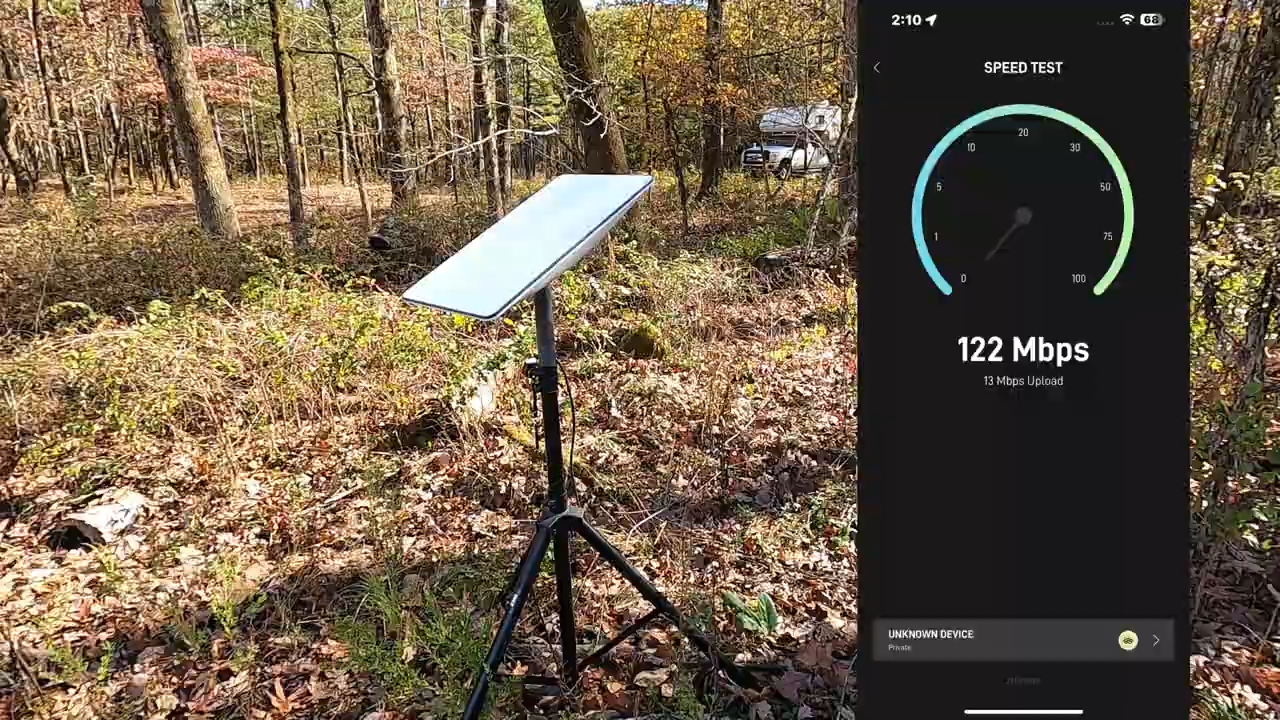 2:10
68
SPEED TEST
20
10
30
5
50
1
75
0
100
122 Mbps
13 Mbps Upload
UNKNOWN DEVICE
Private